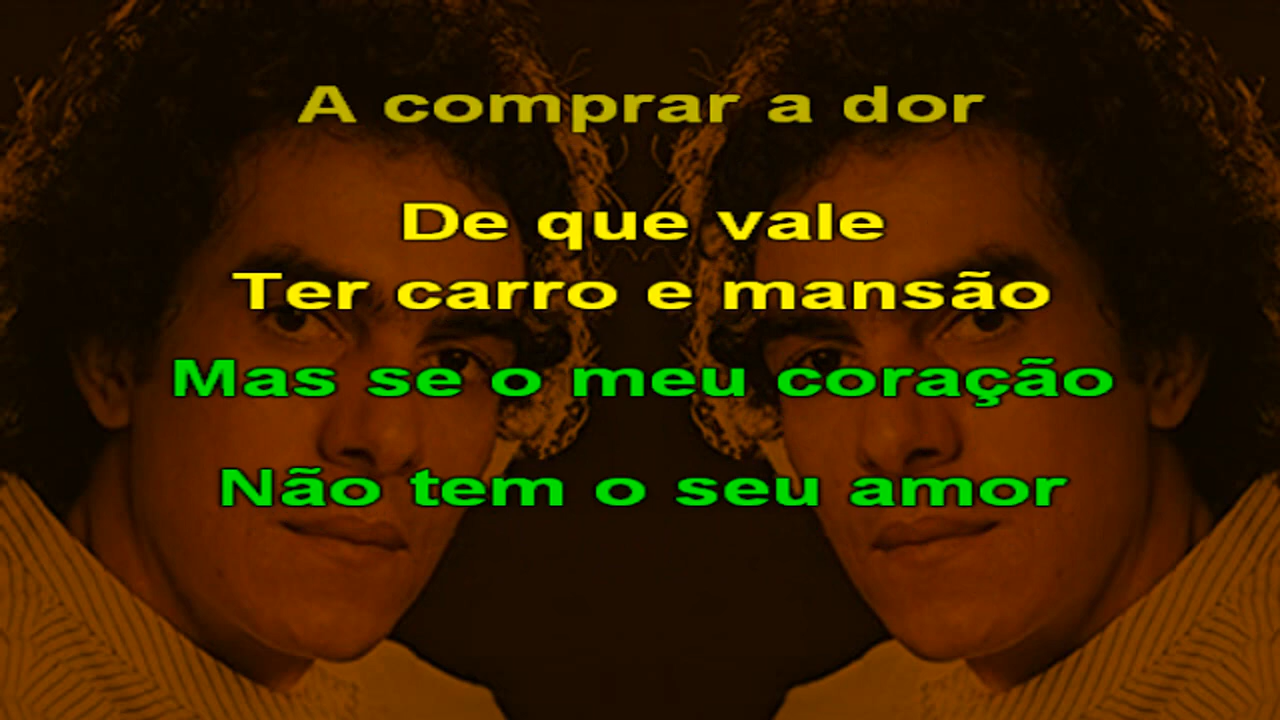 A comprar a dor
De que vale
Ter carro e mansão
Mas se o meu coração
Não tem o seu amor